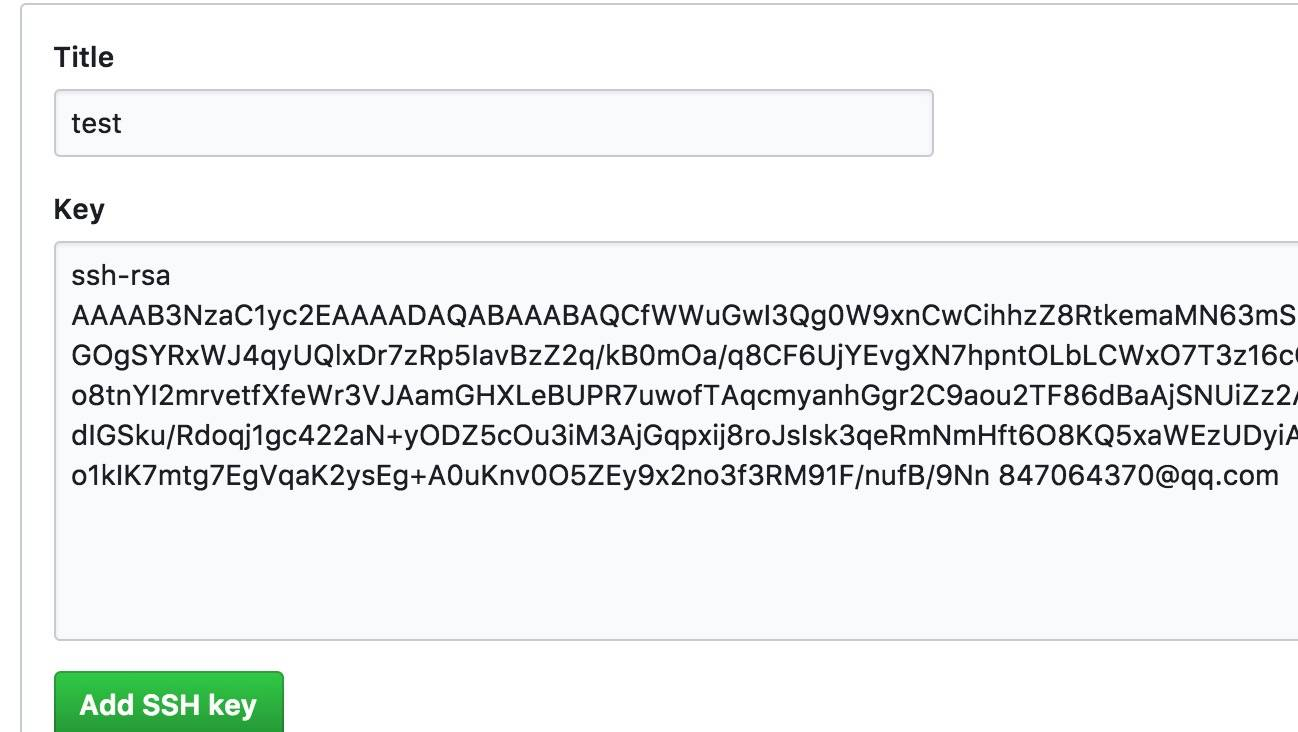 Title
test
Key
ssh-rsa
AAAAB3NzaC1yc2EAAAADAQABAAABAQCfWWuGwI3Qg0W9xnCwCihhzZ8RtkemaMN63mS
GOgSYRxWJ4qyUQlxDr7zRp5IavBzZ2q/kB0mOa/q8CF6UjYEvgXN7hpntOLbLCWxO7T3z16c
o8tnYI2mrvetfXfeWr3VJAamGHXLeBUPR7uwofTAqcmyanhGgr2C9aou2TF86dBaAjSNUiZz2
dIGSku/Rdoqj1gc422aN+yODZ5cOu3iM3AjGqpxij8roJsIsk3qeRmNmHft6O8KQ5xaWEzUDyi
o1kIK7mtg7EgVqaK2ysEg+A0uKnv0O5ZEy9x2no3f3RM91F/nufB/9Nn 847064370@qq.com
Add SSH key